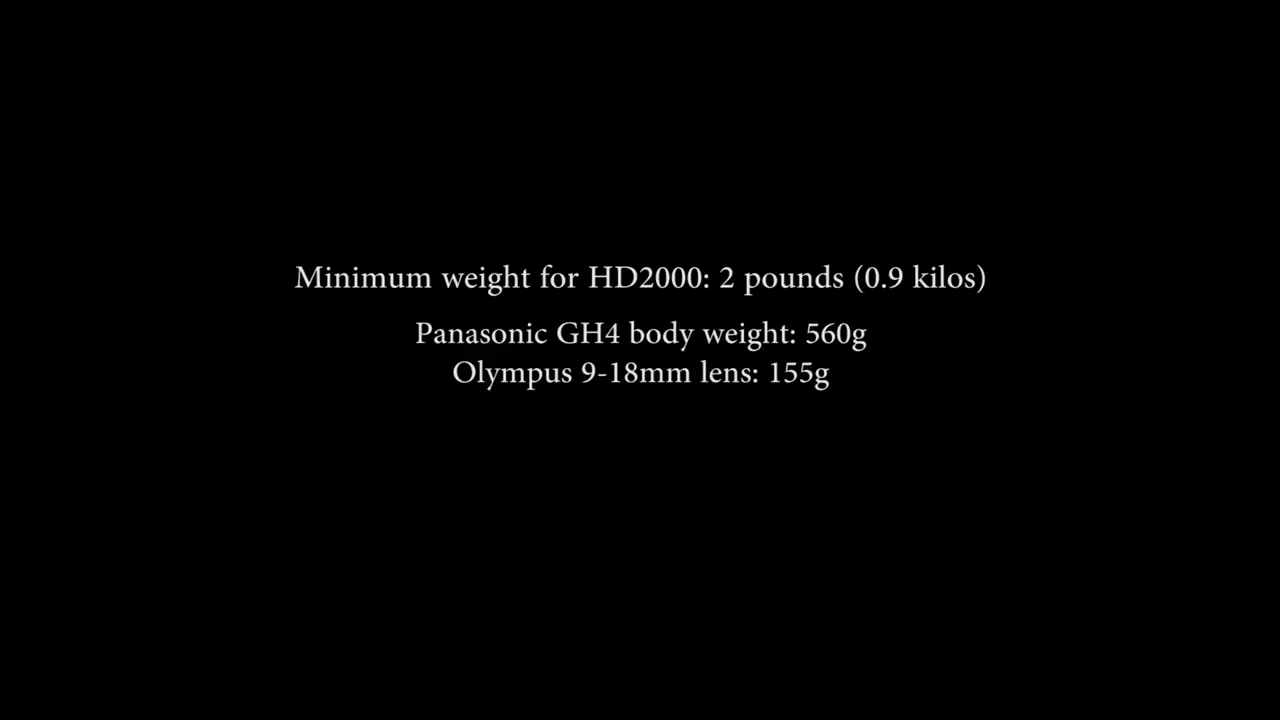 Minimum weight for HD2000: 2 pounds (0.9 kilos)
Panasonic GH4 body weight: 560g
Olympus 9-18mm lens: 155g